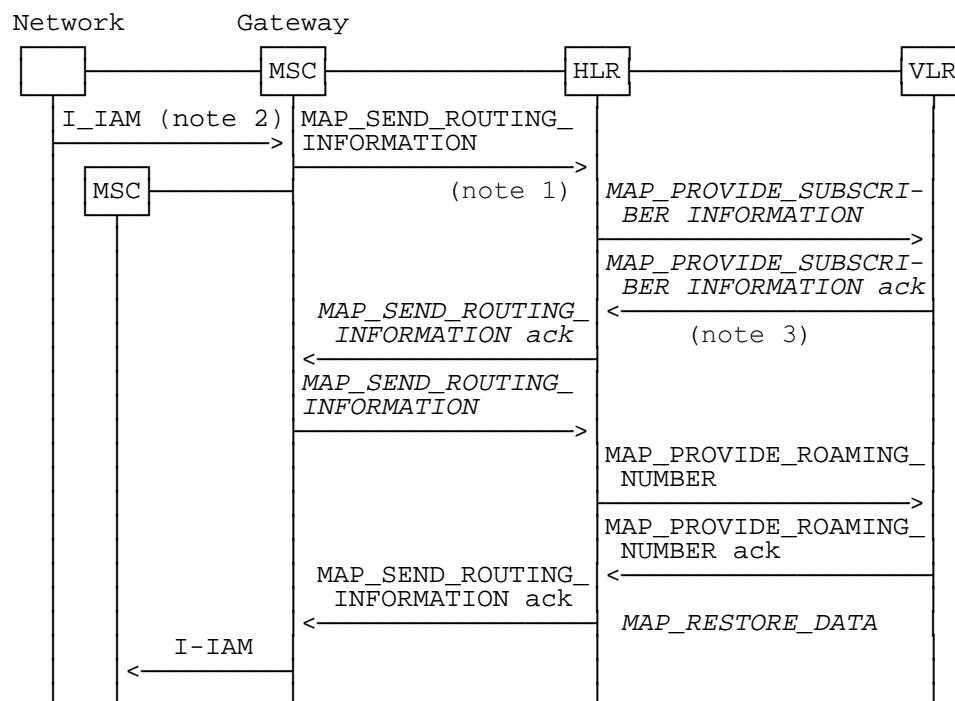 Network Gateway
MSC HLR VLR
I_IAM (note 2) MAP_SEND_ROUTING_
INFORMATION
MSC (note 1) MAP_PROVIDE_SUBSCRI-
BER INFORMATION
MAP_PROVIDE_SUBSCRI-
BER INFORMATION ack
MAP_SEND_ROUTING_
INFORMATION ack (note 3)
MAP_SEND_ROUTING_
INFORMATION
MAP_PROVIDE_ROAMING_
NUMBER
MAP_PROVIDE_ROAMING_
NUMBER ack
MAP_SEND_ROUTING_
INFORMATION ack
MAP_RESTORE_DATA
I-IAM